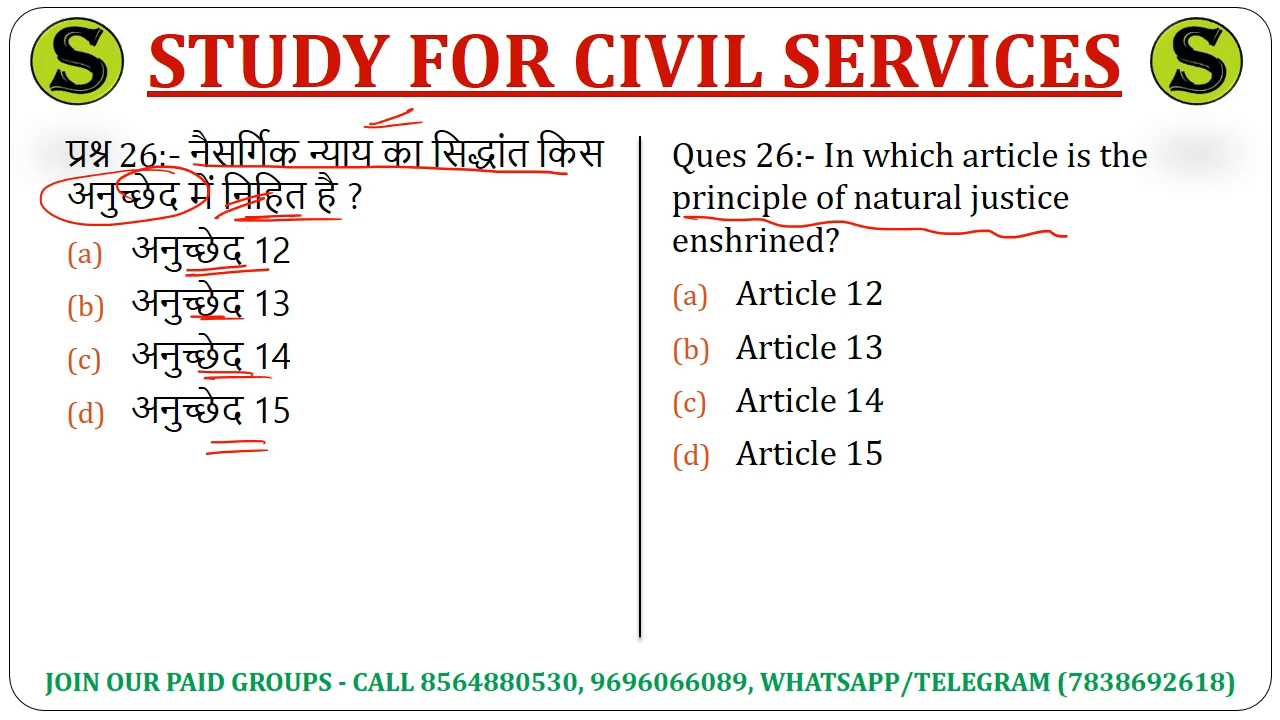 S
STUDY FOR CIVIL SERVICES
S
प्रश्न 26:- नैसर्गिक न्याय का सिद्धांत किस
अनुच्छेद में निहित है ?
(a) अनुच्छेद 12
(b) अनुच्छेद 13
(c) अनुच्छेद 14
(d) अनुच्छेद 15
Ques 26:- In which article is the
principle of natural justice
enshrined?
(a) Article 12
(b) Article 13
(c) Article 14
(d) Article 15
JOIN OUR PAID GROUPS - CALL 8564880530, 9696066089, WHATSAPP/TELEGRAM (7838692618)